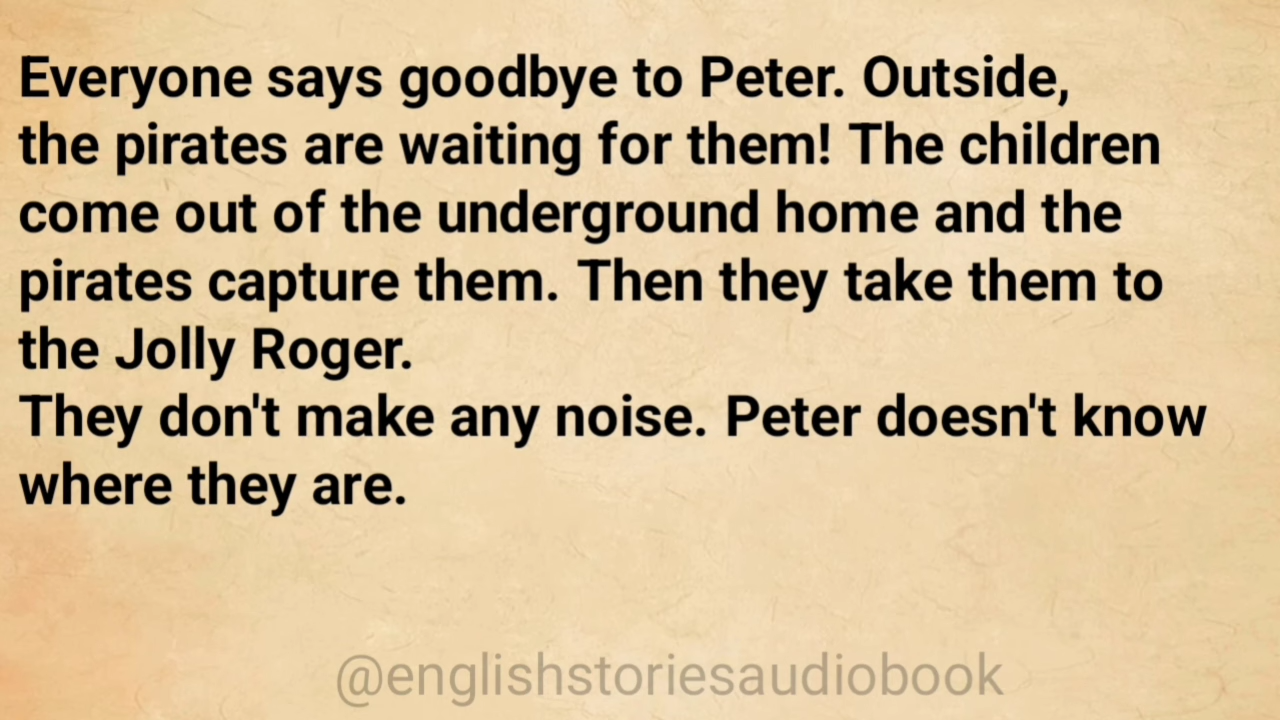 Everyone says goodbye to Peter. Outside,
the pirates are waiting for them! The children
come out of the underground home and the
pirates capture them. Then they take them to
the Jolly Roger.
They don't make any noise. Peter doesn't know
where they are.
@englishstoriesaudiobook